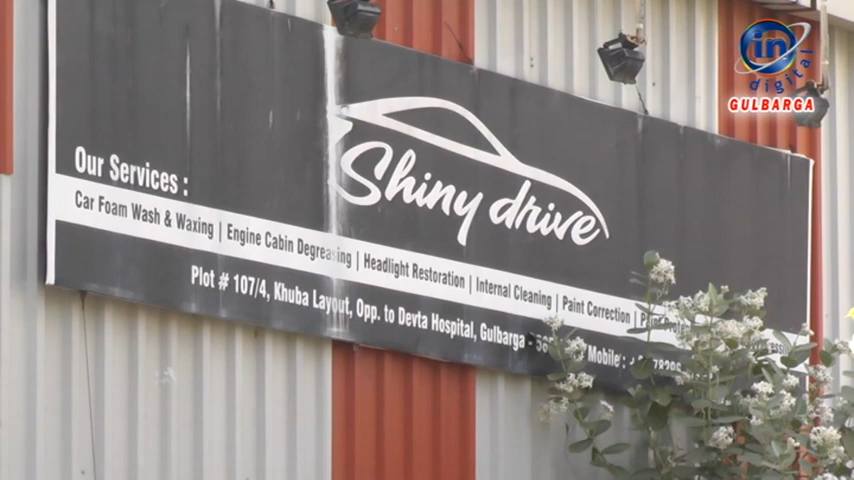 in
digital
GULBARGA
Shiny drive
Our Services :
Car Foam Wash & Waxing | Engine Cabin Degreasing | Headlight Restoration | Internal Cleaning | Paint Correction |
Plot # 107/4, Khuba Layout, Opp. to Devta Hospital, Gulbarga - Mobile :